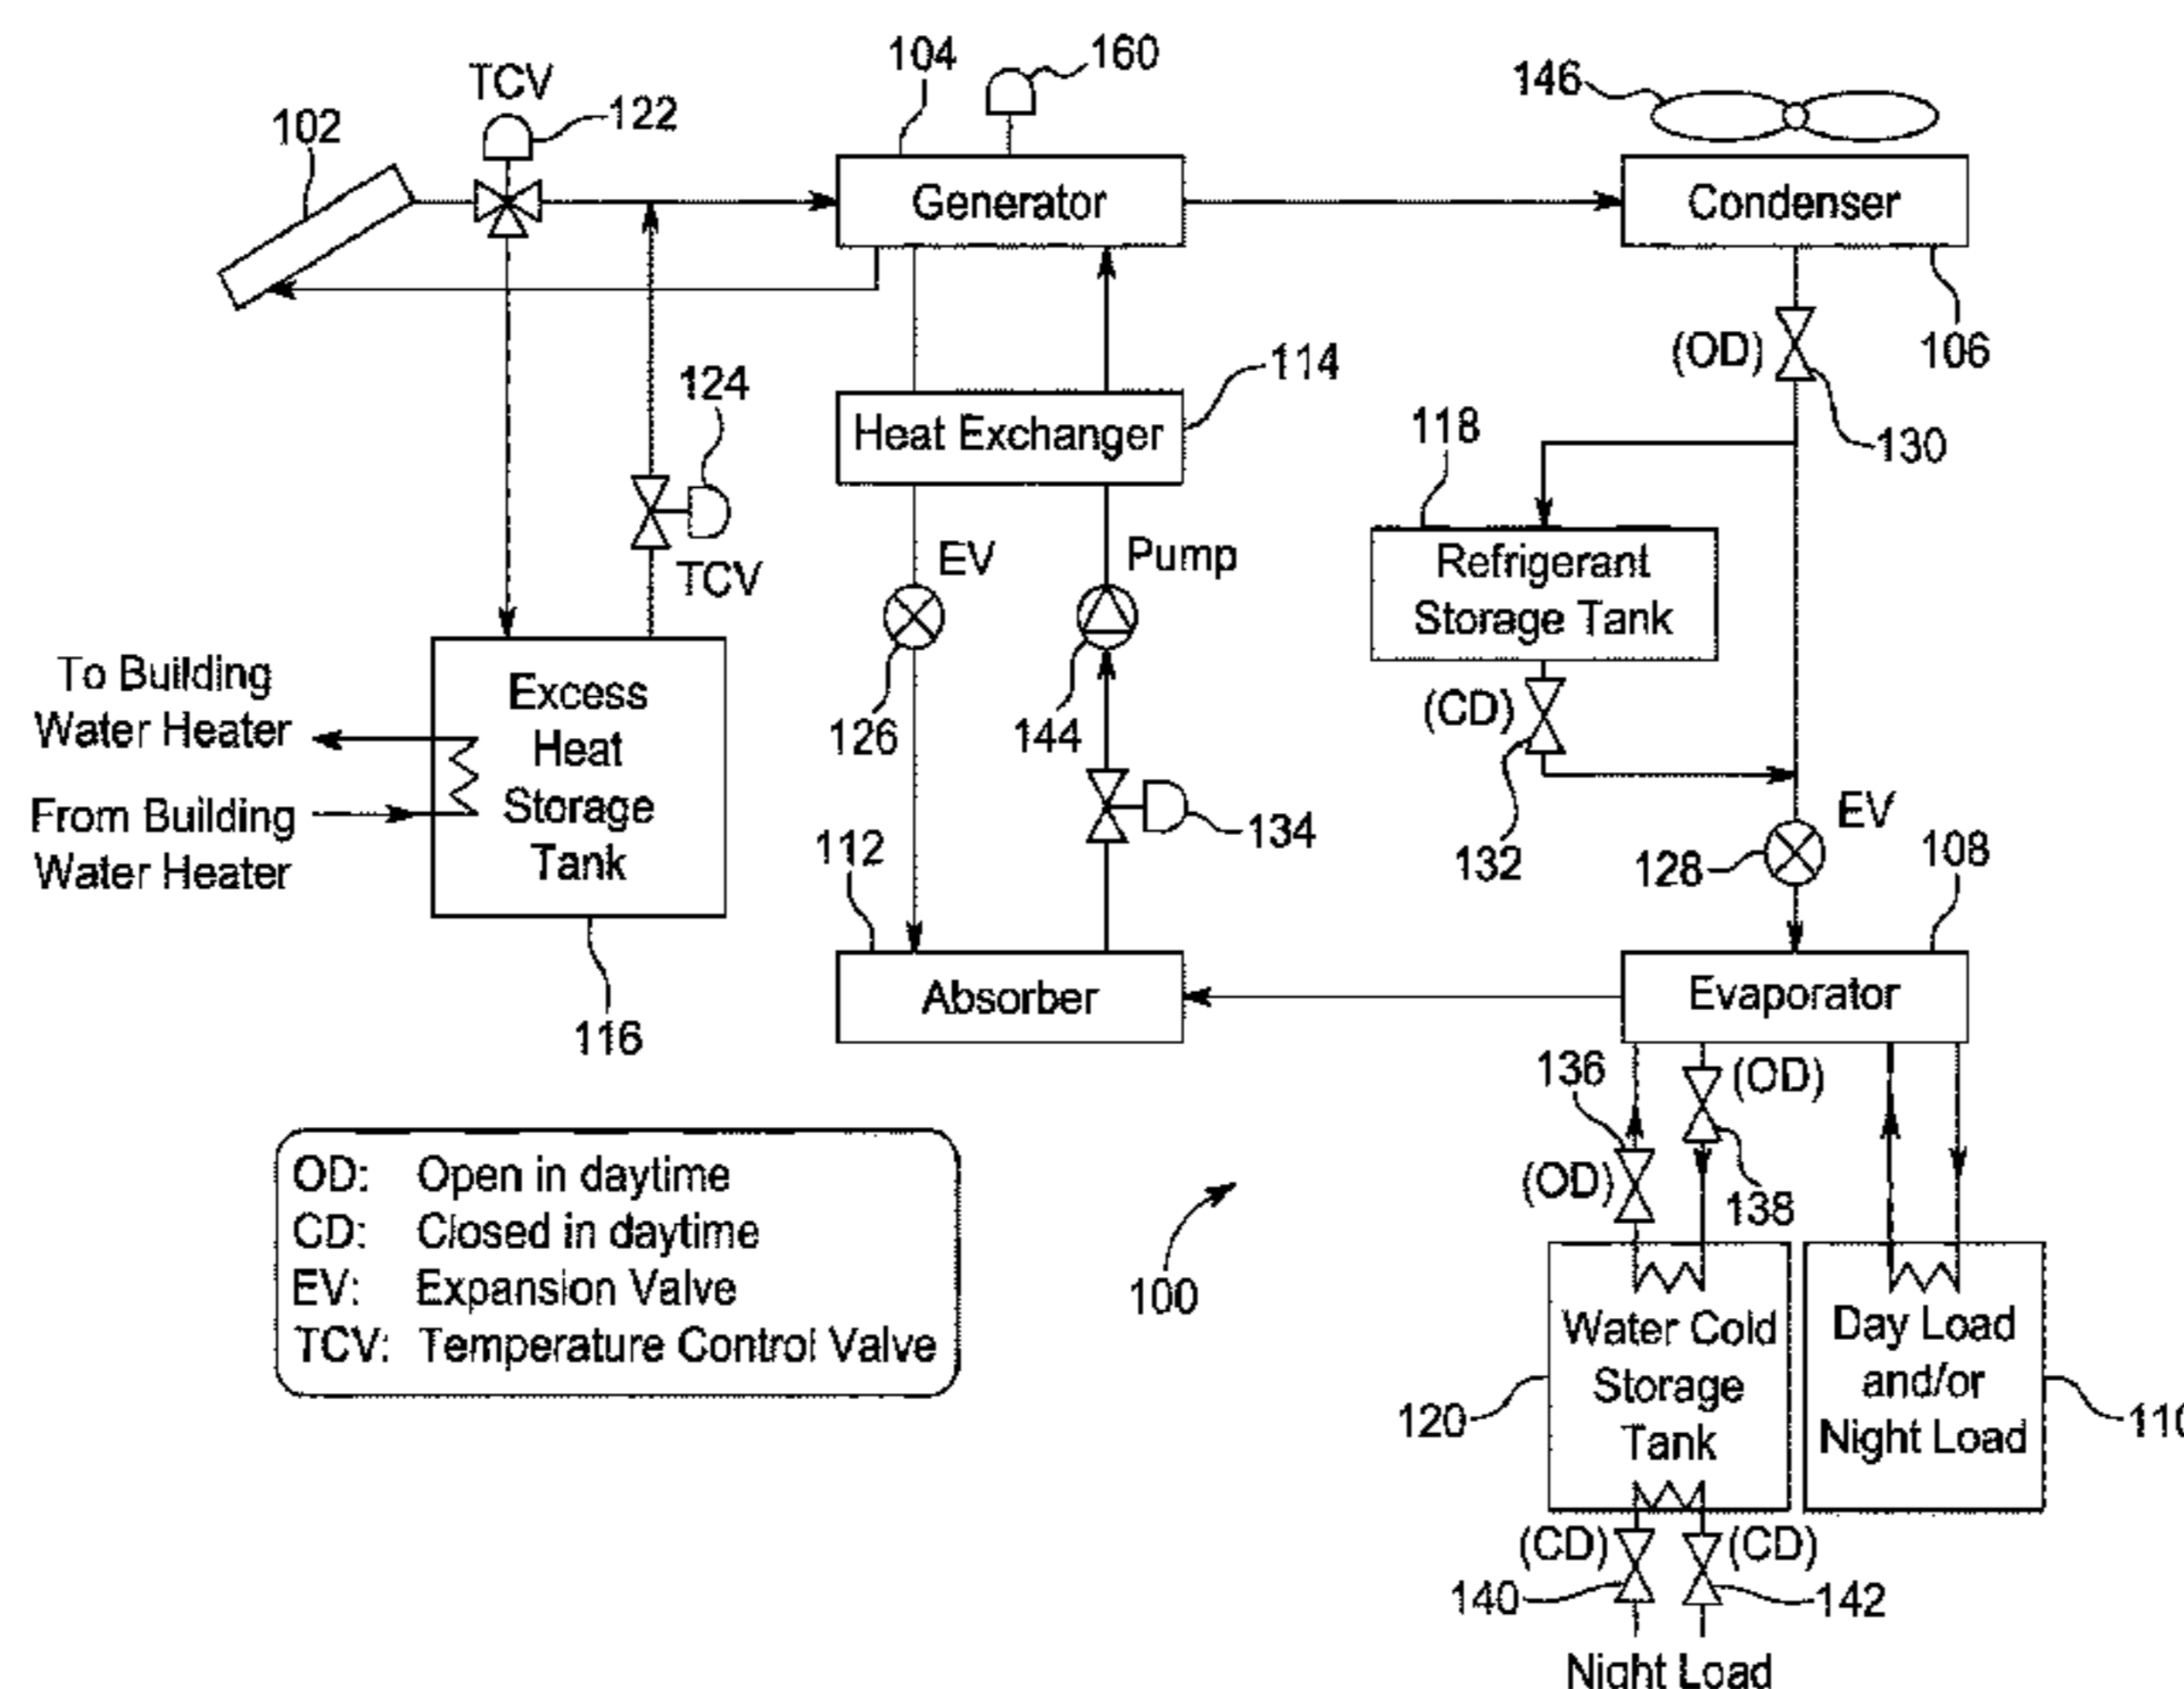 104
160
146
TCV
122
102
Generator
Condenser
(OD)
106
114
124
118
130
Heat Exchanger
EV
Pump
TCV
Refrigerant
Storage Tank
To Building
Water Heater
Excess
Heat
Storage
Tank
126
144
(CD)
From Building
Water Heater
112
134
132
EV
128
108
Absorber
Evaporator
116
136
(OD)
OD: Open in daytime
CD: Closed in daytime
EV: Expansion Valve
TCV: Temperature Control Valve
(OD)
138
100
Water Cold
Storage
Tank
Day Load
and/or
Night Load
120
110
(CD)
(CD)
140
142
Night Load